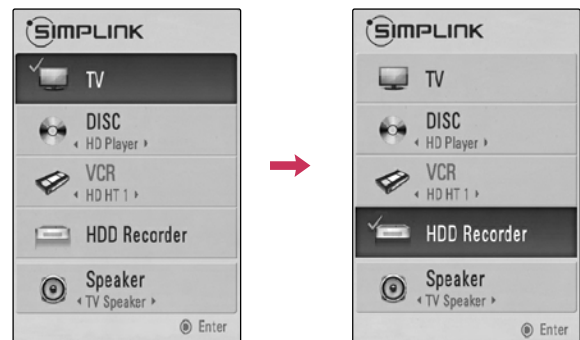 SIMPLINK
TV
DISC
◀ HD Player ▶
VCR
◀ HD HT 1 ▶
HDD Recorder
Speaker
◀ TV Speaker ▶
◉ Enter
SIMPLINK
TV
DISC
◀ HD Player ▶
VCR
◀ HD HT 1 ▶
HDD Recorder
Speaker
◀ TV Speaker ▶
◉ Enter